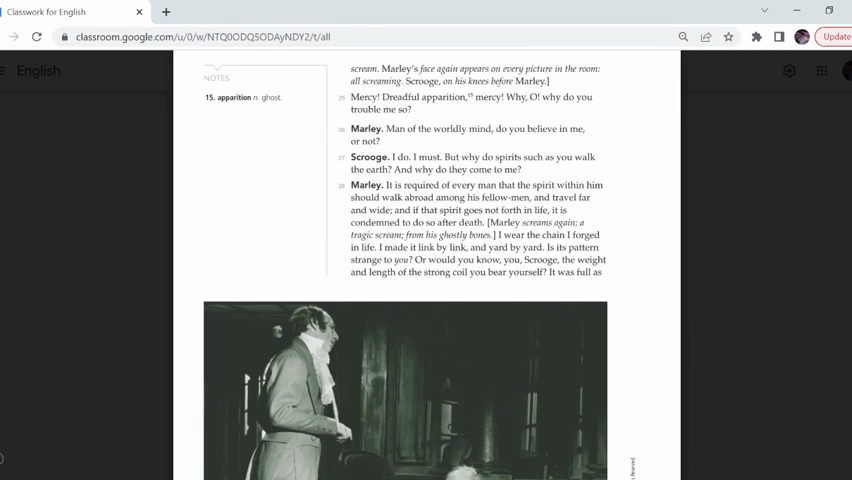 Classwork for English
classroom.google.com/u/0/w/NTQ0ODQ5ODAyNDY2/t/all
Update
English
NOTES
15. apparition n. ghost.
scream. Marley's face again appears on every picture in the room:
all screaming. Scrooge, on his knees before Marley.]
25 Mercy! Dreadful apparition,15 mercy! Why, O! why do you
trouble me so?
26 Marley. Man of the worldly mind, do you believe in me,
or not?
27 Scrooge. I do. I must. But why do spirits such as you walk
the earth? And why do they come to me?
28 Marley. It is required of every man that the spirit within him
should walk abroad among his fellow-men, and travel far
and wide; and if that spirit goes not forth in life, it is
condemned to do so after death. [Marley screams again; a
tragic scream; from his ghostly bones.] I wear the chain I forged
in life. I made it link by link, and yard by yard. Is its pattern
strange to you? Or would you know, you, Scrooge, the weight
and length of the strong coil you bear yourself? It was full as